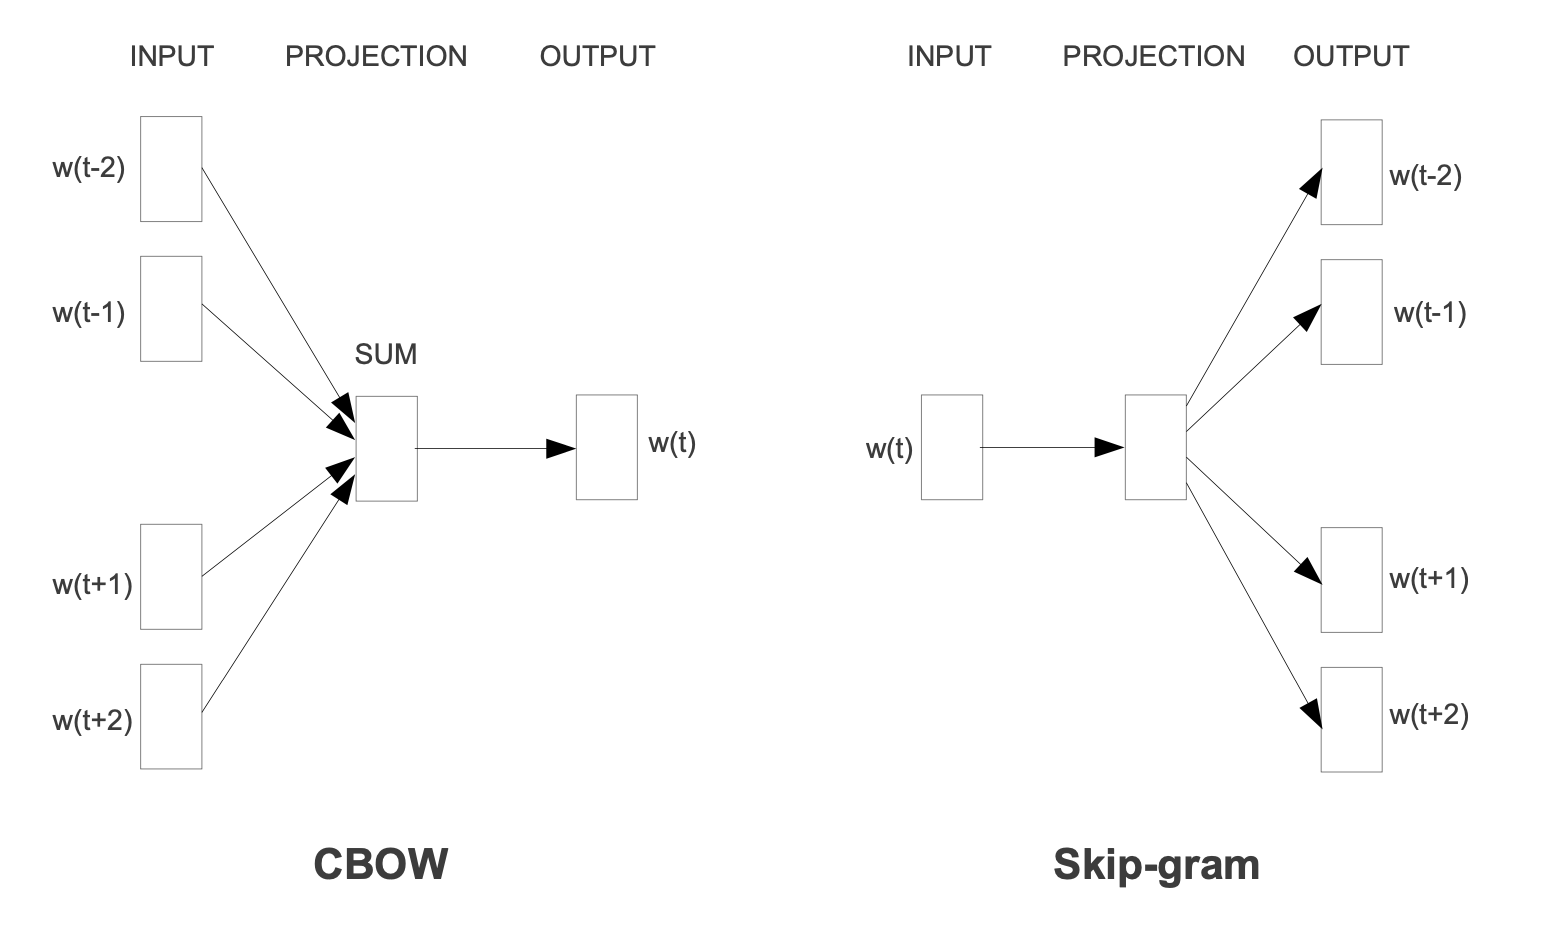 INPUT PROJECTION OUTPUT
w(t-2)
w(t-1)
SUM
w(t)
w(t+1)
w(t+2)
CBOW
INPUT PROJECTION OUTPUT
w(t-2)
w(t-1)
w(t)
w(t+1)
w(t+2)
Skip-gram